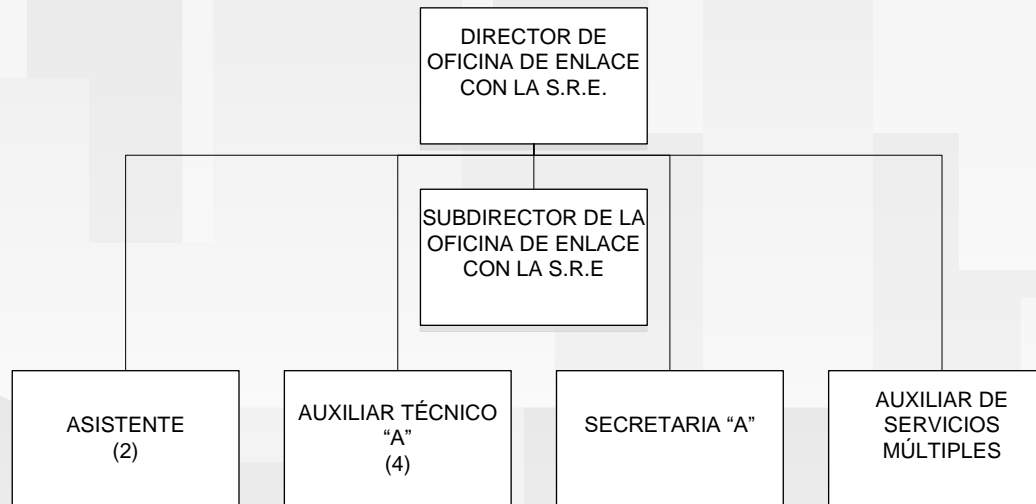 DIRECTOR DE
OFICINA DE ENLACE
CON LA S.R.E.
SUBDIRECTOR DE LA
OFICINA DE ENLACE
CON LA S.R.E
ASISTENTE
(2)
AUXILIAR TÉCNICO
“A”
(4)
SECRETARIA “A”
AUXILIAR DE
SERVICIOS
MÚLTIPLES